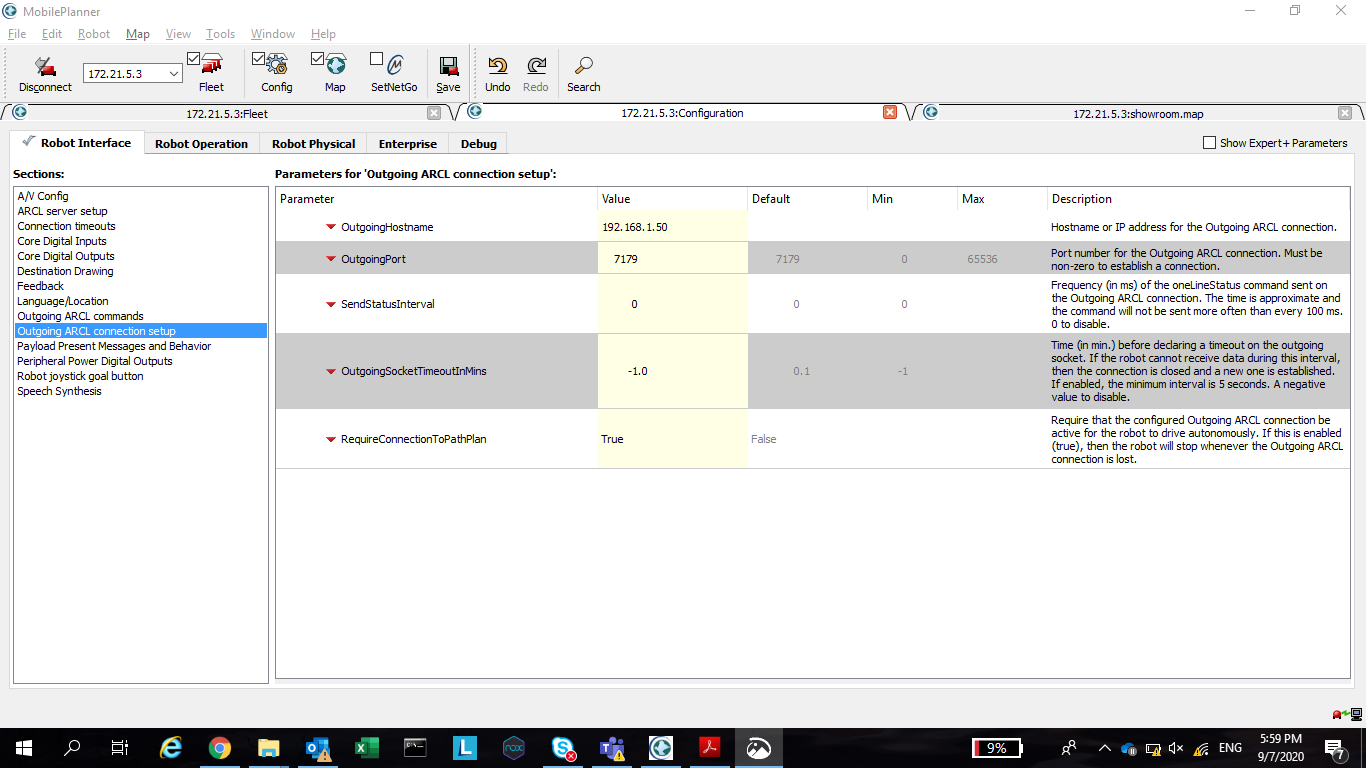 MobilePlanner
File Edit Robot Map View Tools Window Help
Disconnect 172.21.5.3 Fleet Config Map SetNetGo Save Undo Redo Search
172.21.5.3:Fleet 172.21.5.3:Configuration 172.21.5.3:showroom.map
Robot Interface Robot Operation Robot Physical Enterprise Debug Show Expert+ Parameters
Sections:
A/V Config
ARCL server setup
Connection timeouts
Core Digital Inputs
Core Digital Outputs
Destination Drawing
Feedback
Language/Location
Outgoing ARCL commands
Outgoing ARCL connection setup
Payload Present Messages and Behavior
Peripheral Power Digital Outputs
Robot joystick goal button
Speech Synthesis
Parameters for 'Outgoing ARCL connection setup':
Parameter Value Default Min Max Description
OutgoingHostname 192.168.1.50 Hostname or IP address for the Outgoing ARCL connection.
OutgoingPort 7179 7179 0 65536 Port number for the Outgoing ARCL connection. Must be
non-zero to establish a connection.
SendStatusInterval 0 0 0 Frequency (in ms) of the oneLineStatus command sent on
the Outgoing ARCL connection. The time is approximate and
the command will not be sent more often than every 100 ms.
0 to disable.
OutgoingSocketTimeoutInMins -1.0 0.1 -1 Time (in min.) before declaring a timeout on the outgoing
socket. If the robot cannot receive data during this interval,
then the connection is closed and a new one is established.
If enabled, the minimum interval is 5 seconds. A negative
value to disable.
RequireConnectionToPathPlan True False Require that the configured Outgoing ARCL connection be
active for the robot to drive autonomously. If this is enabled
(true), then the robot will stop whenever the Outgoing ARCL
connection is lost.
9% ENG 5:59 PM
9/7/2020
7